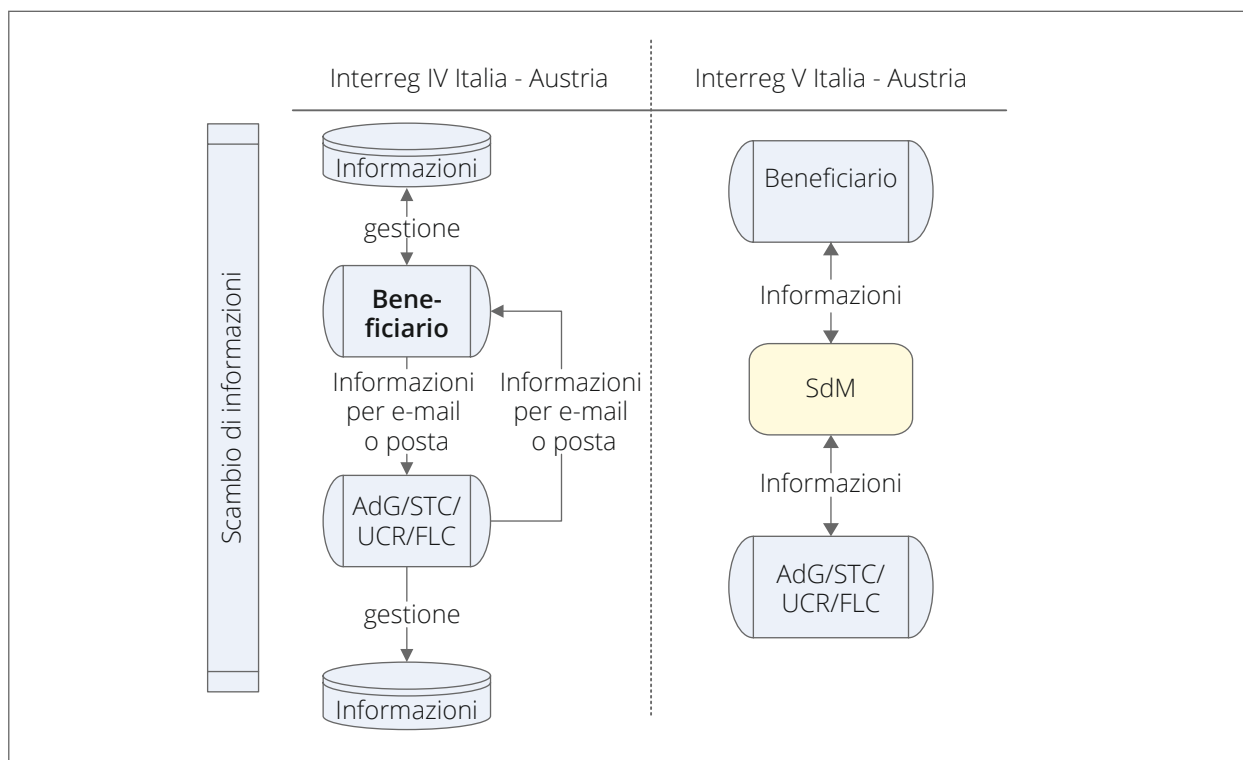 Interreg IV Italia - Austria
Interreg V Italia - Austria
Scambio di informazioni
Informazioni
gestione
Bene-
ficiario
Informazioni
per e-mail
o posta
Informazioni
per e-mail
o posta
AdG/STC/
UCR/FLC
gestione
Informazioni
Beneficiario
Informazioni
SdM
Informazioni
AdG/STC/
UCR/FLC